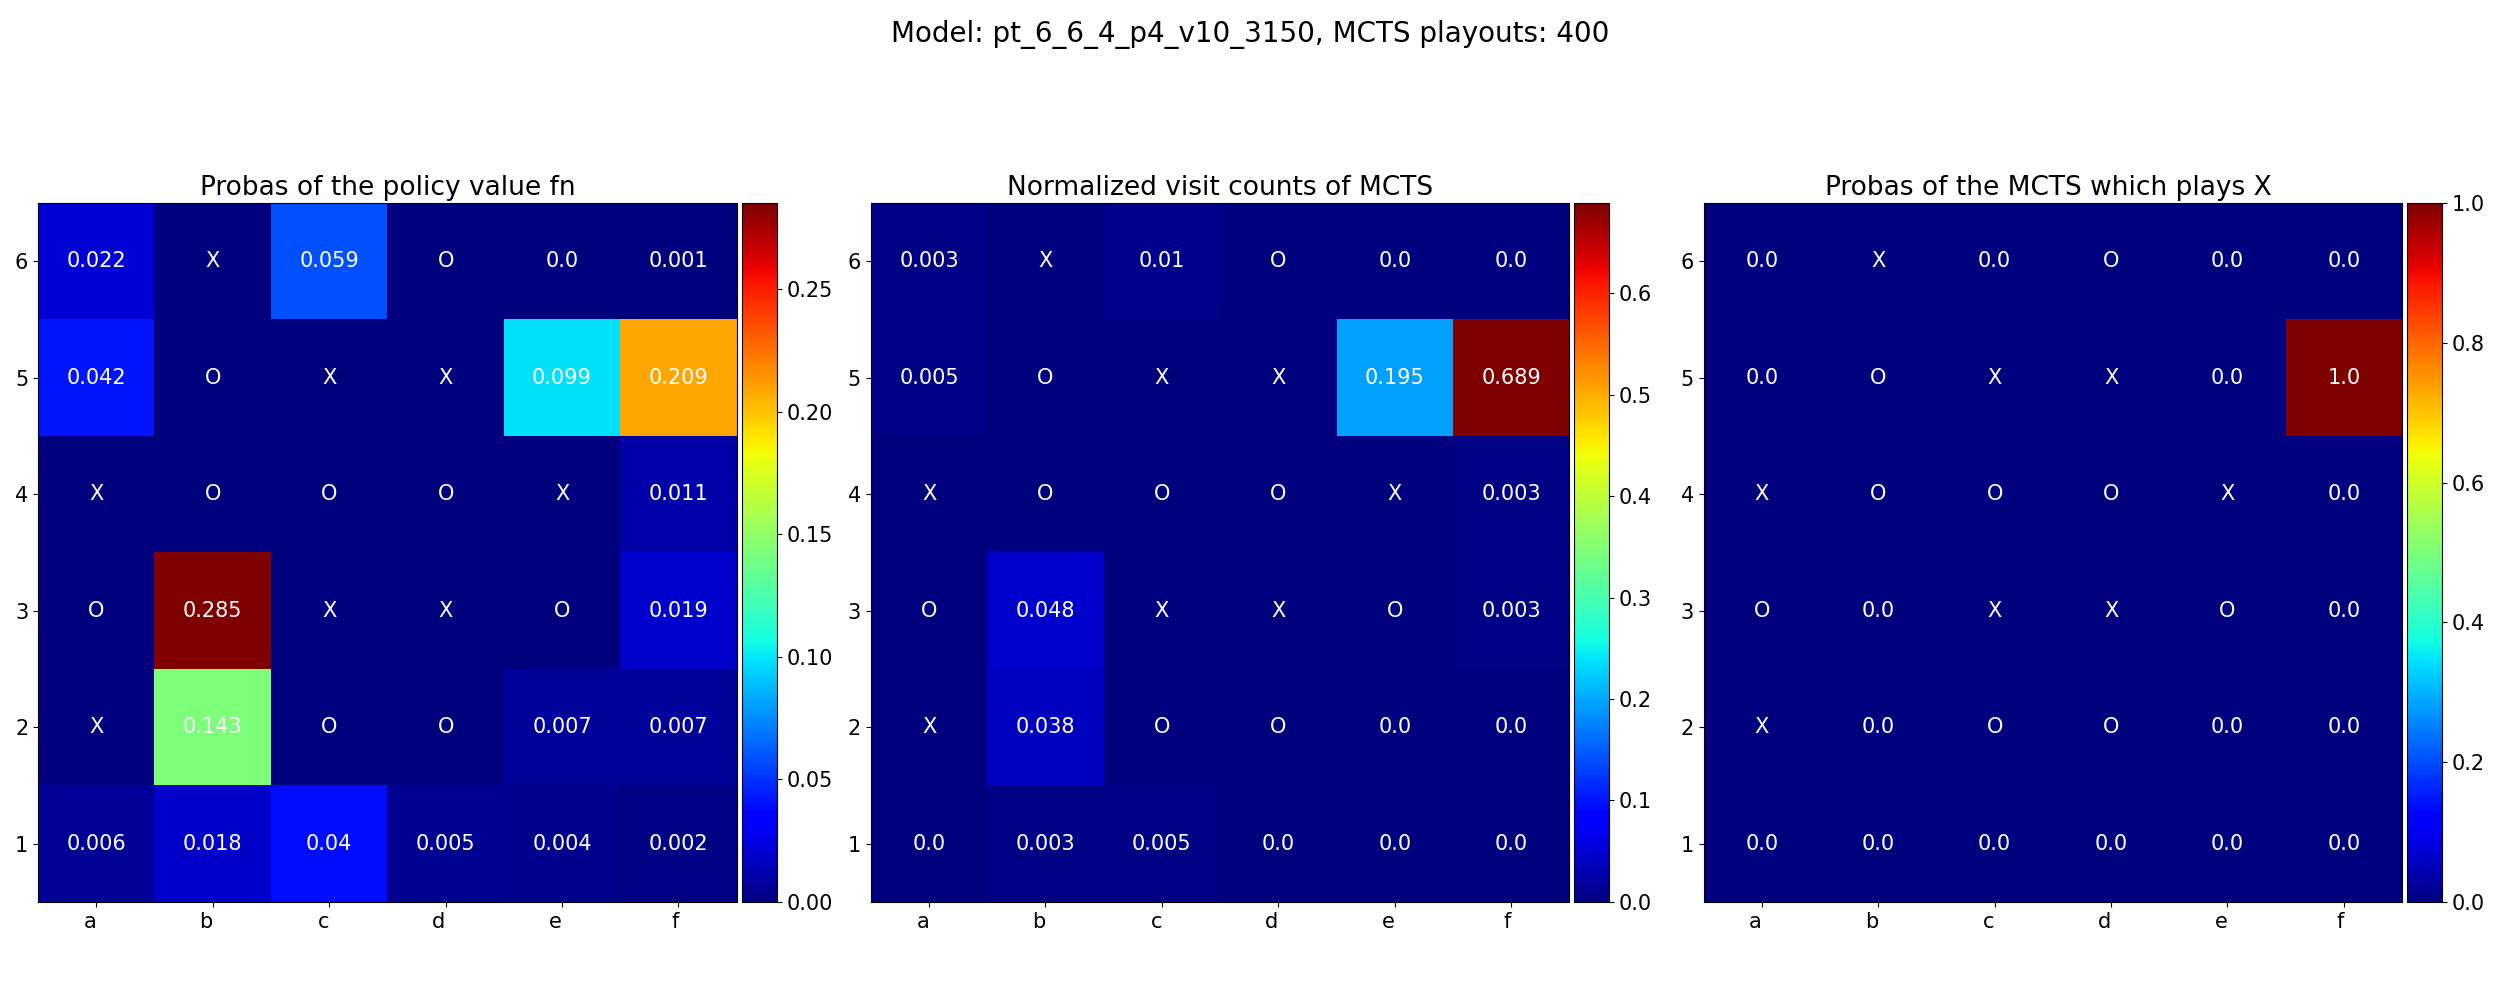 Model: pt_6_6_4_p4_v10_3150, MCTS playouts: 400
Probas of the policy value fn
6 0.022 X 0.059 O 0.0 0.001
5 0.042 O X X 0.099 0.209
4 X O O O X 0.011
3 O 0.285 X X O 0.019
2 X 0.143 O O 0.007 0.007
1 0.006 0.018 0.04 0.005 0.004 0.002
a b c d e f
0.25
0.20
0.15
0.10
0.05
0.00
Normalized visit counts of MCTS
6 0.003 X 0.01 O 0.0 0.0
5 0.005 O X X 0.195 0.689
4 X O O O X 0.003
3 O 0.048 X X O 0.003
2 X 0.038 O O 0.0 0.0
1 0.0 0.003 0.005 0.0 0.0 0.0
a b c d e f
0.6
0.5
0.4
0.3
0.2
0.1
0.0
Probas of the MCTS which plays X
6 0.0 X 0.0 O 0.0 0.0
5 0.0 O X X 0.0 1.0
4 X O O O X 0.0
3 O 0.0 X X O 0.0
2 X 0.0 O O 0.0 0.0
1 0.0 0.0 0.0 0.0 0.0 0.0
a b c d e f
1.0
0.8
0.6
0.4
0.2
0.0